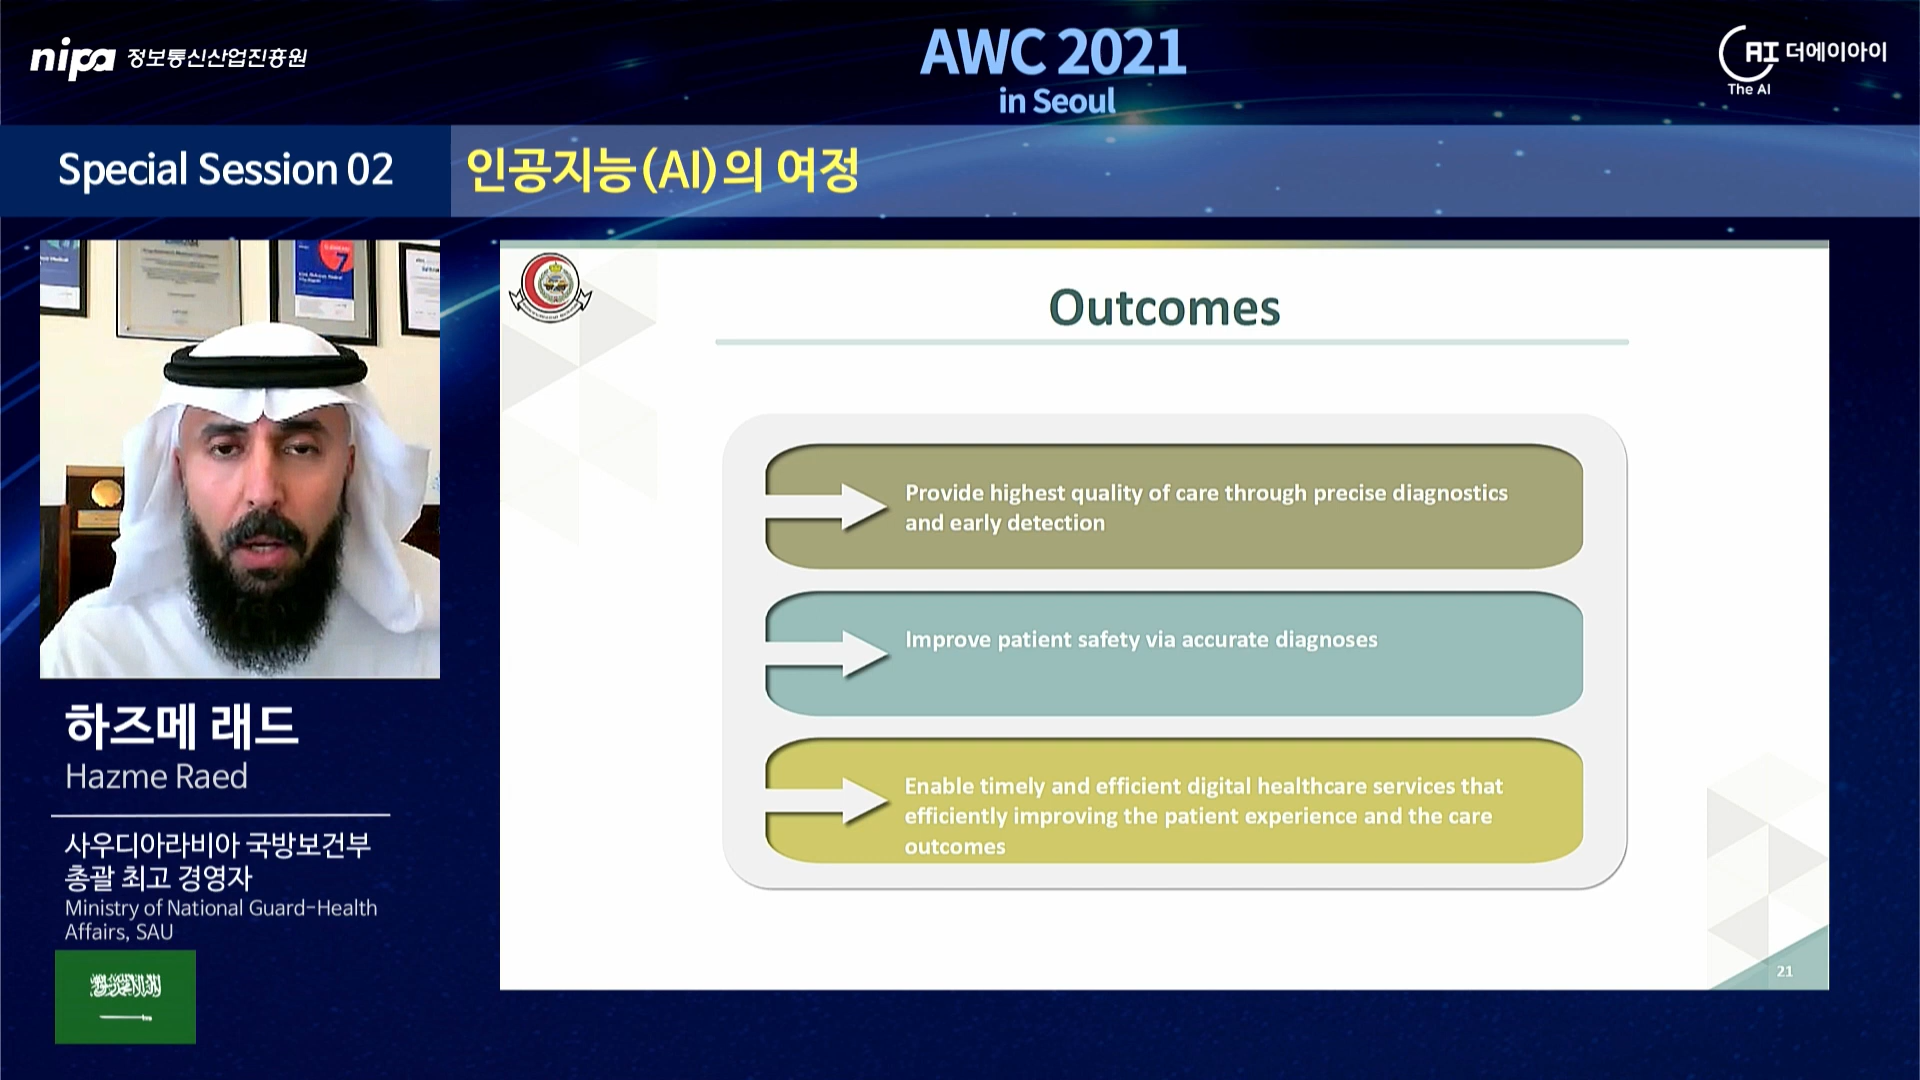 nipa 정보통신산업진흥원
AWC 2021
in Seoul
AI 더에이아이
The AI
Special Session 02
인공지능(AI)의 여정
Outcomes
Provide highest quality of care through precise diagnostics
and early detection
Improve patient safety via accurate diagnoses
Enable timely and efficient digital healthcare services that
efficiently improving the patient experience and the care
outcomes
21
하즈메 래드
Hazme Raed
사우디아라비아 국방보건부
총괄 최고 경영자
Ministry of National Guard-Health
Affairs, SAU